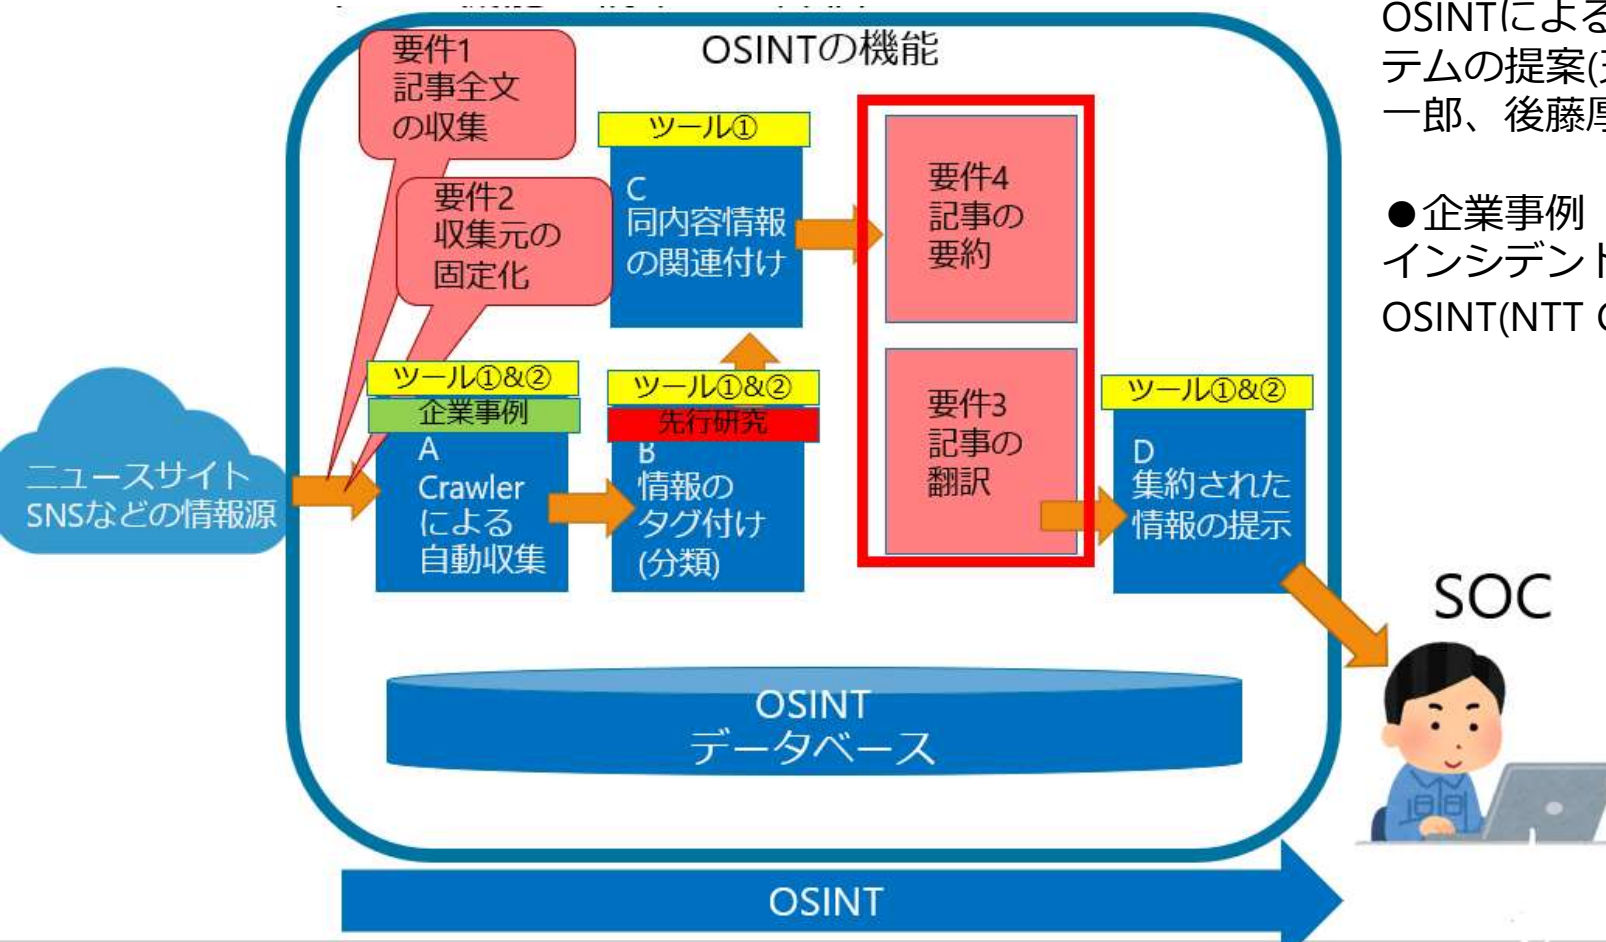 OSINTの機能
要件1
記事全文
の収集
要件2
収集元の
固定化
ニュースサイト
SNSなどの情報源
ツール①&②
企業事例
A
Crawler
による
自動収集
ツール①&②
先行研究
B
情報の
タグ付け
(分類)
ツール①
C
同内容情報
の関連付け
要件4
記事の
要約
要件3
記事の
翻訳
ツール①&②
D
集約された
情報の提示
OSINT
データベース
OSINT
SOC
OSINTによる
テムの提案(
一郎、後藤厚
●企業事例
インシデント
OSINT(NTT